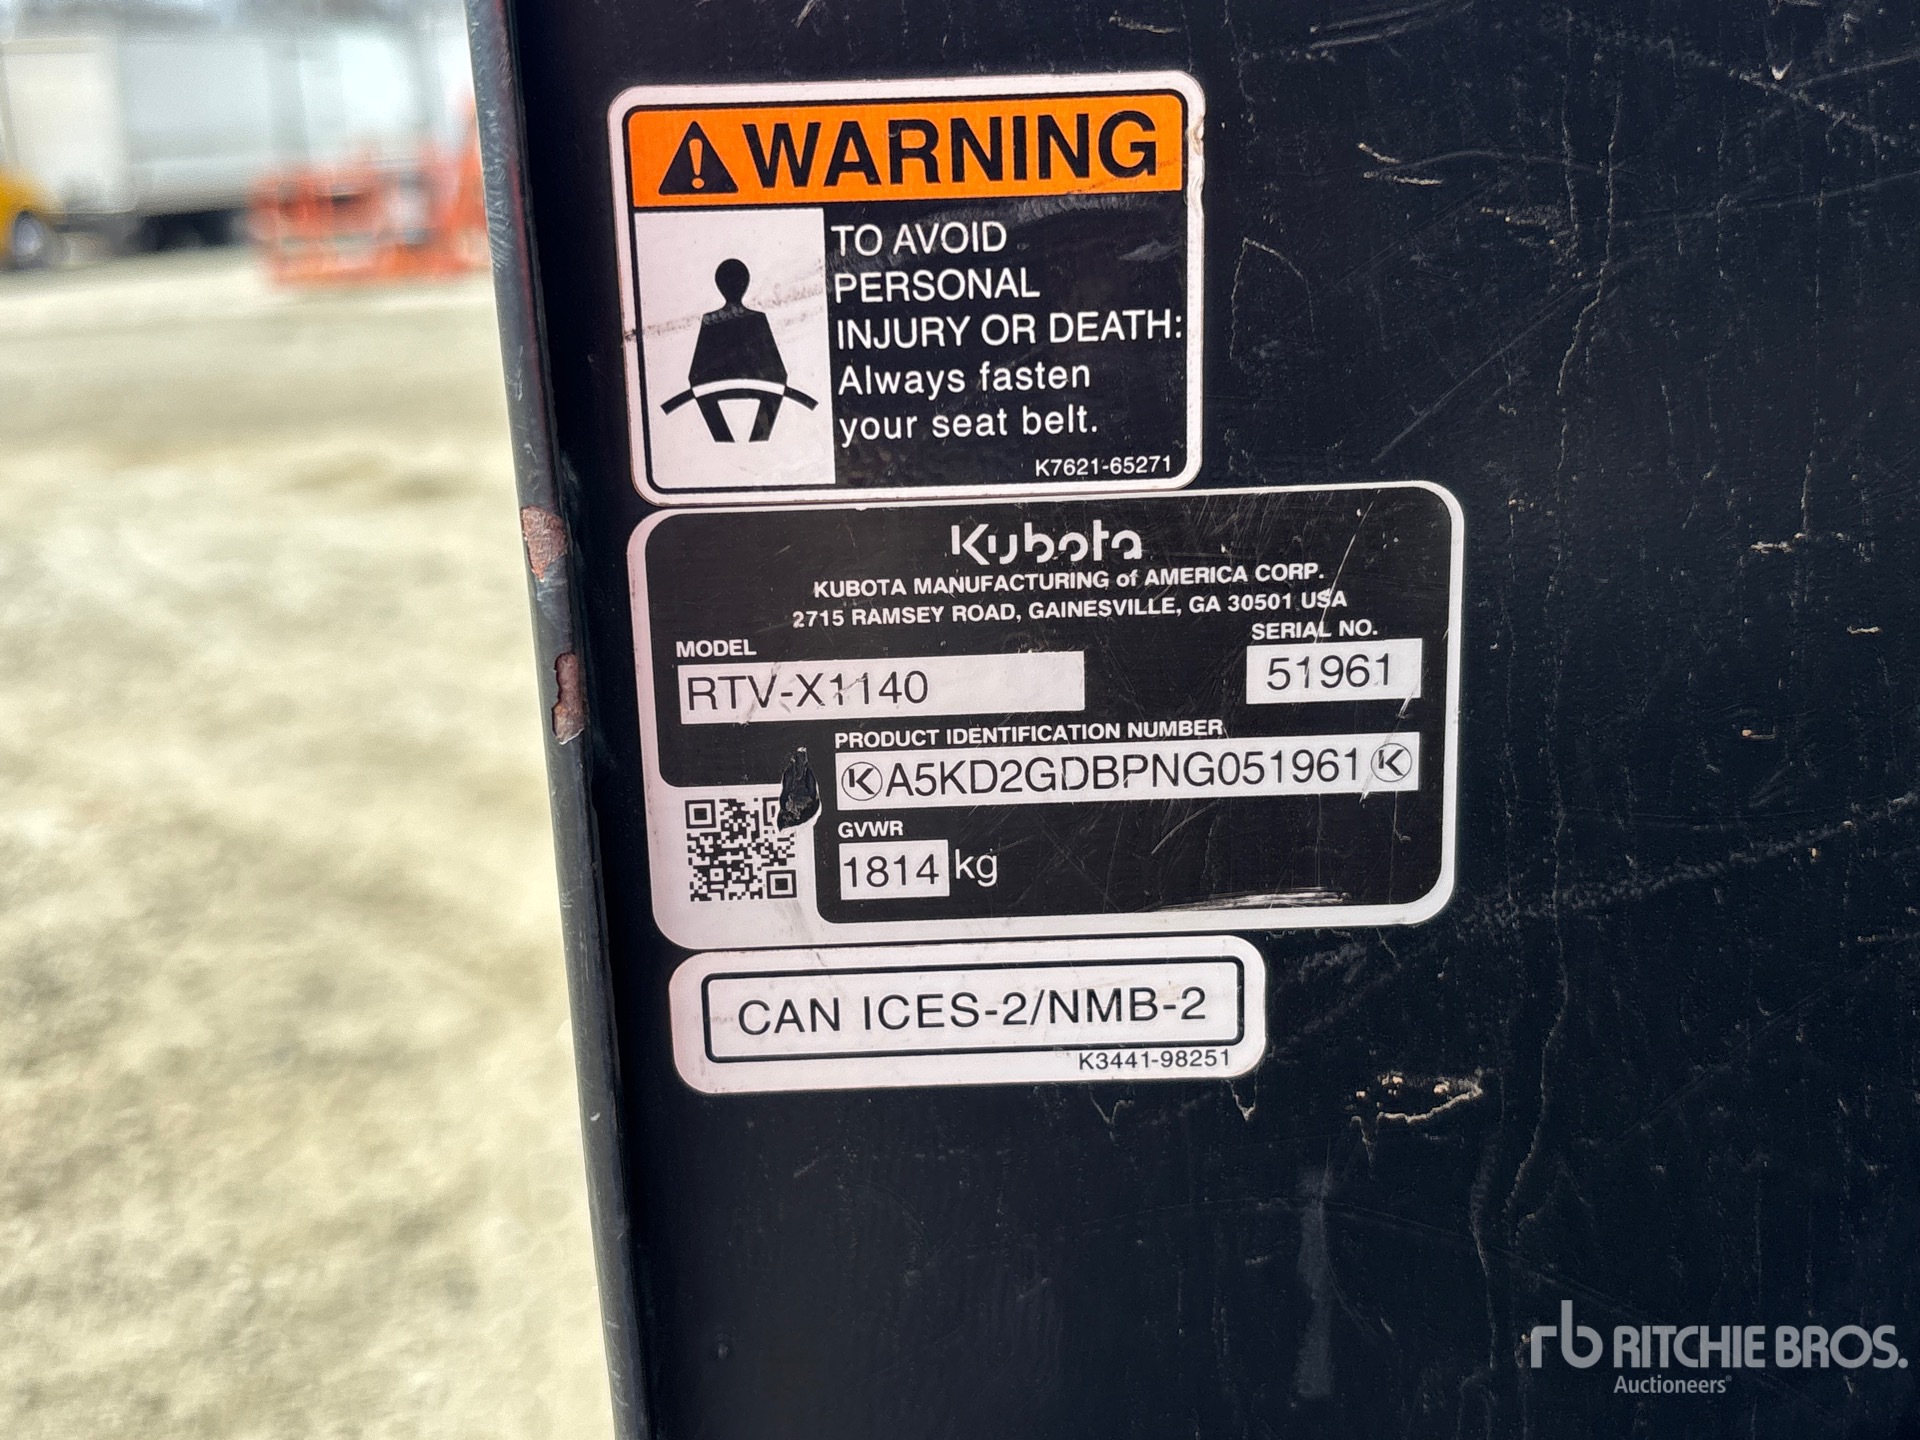 WARNING
TO AVOID
PERSONAL
INJURY OR DEATH:
Always fasten
your seat belt.
K7621-65271
Kubota
KUBOTA MANUFACTURING of AMERICA CORP.
2715 RAMSEY ROAD, GAINESVILLE, GA 30501 USA
MODEL
SERIAL NO.
RTV-X1140
51961
PRODUCT IDENTIFICATION NUMBER
K A5KD2GDBPNG051961 K
GVWR
1814 kg
CAN ICES-2/NMB-2
K3441-98251
rb RITCHIE BROS.
Auctioneers